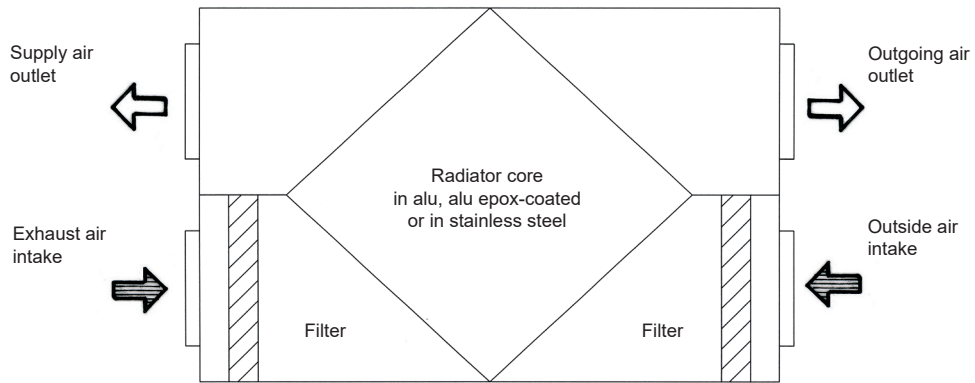 Supply air
outlet
Outgoing air
outlet
Radiator core
in alu, alu epox-coated
or in stainless steel
Exhaust air
intake
Outside air
intake
Filter
Filter